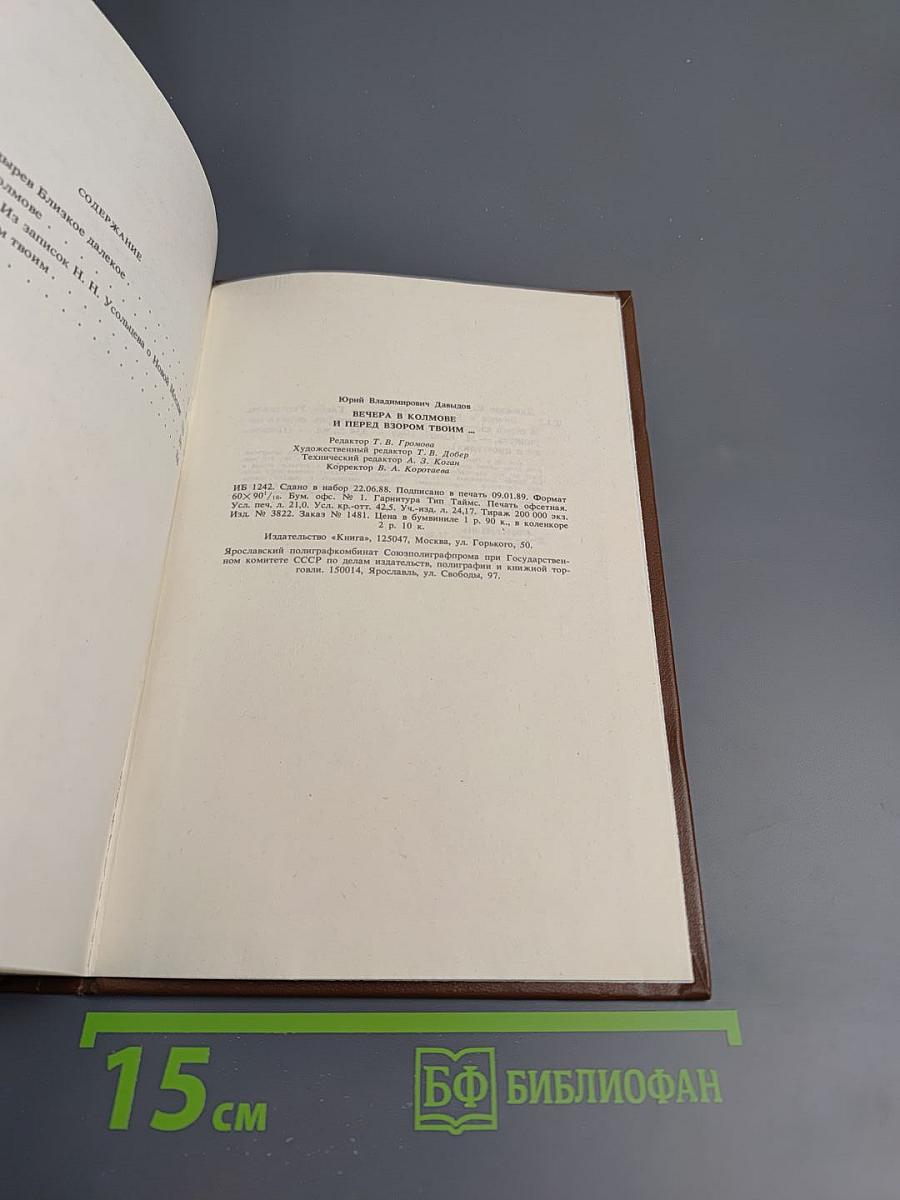 СОДЕРЖАНИЕ
Близкое далекое
Из записок Н. Н. Усольцева о Новой
твоим
Юрий Владимирович Давыдов
ВЕЧЕРА В КОЛМОВЕ
И ПЕРЕД ВЗОРОМ ТВОИМ ...
Редактор Т. В. Громова
Художественный редактор Т. В. Добер
Технический редактор А. З. Коган
Корректор В. А. Коротаева
ИБ 1242. Сдано в набор 22.06.88. Подписано в печать 09.01.89. Формат
60×90¹/₁₆. Бум. офс. № 1. Гарнитура Тип Таймс. Печать офсетная.
Усл. печ. л. 21,0. Усл. кр.-отт. 42,5. Уч.-изд. л. 24,17. Тираж 200 000 экз.
Изд. № 3822. Заказ № 1481. Цена в бумвиниле 1 р. 90 к., в коленкоре
2 р. 10 к.
Издательство «Книга», 125047, Москва, ул. Горького, 50.
Ярославский полиграфкомбинат Союзполиграфпрома при Государствен-
ном комитете СССР по делам издательств, полиграфии и книжной тор-
говли. 150014, Ярославль, ул. Свободы, 97.
15 см
БФ БИБЛИОФАН